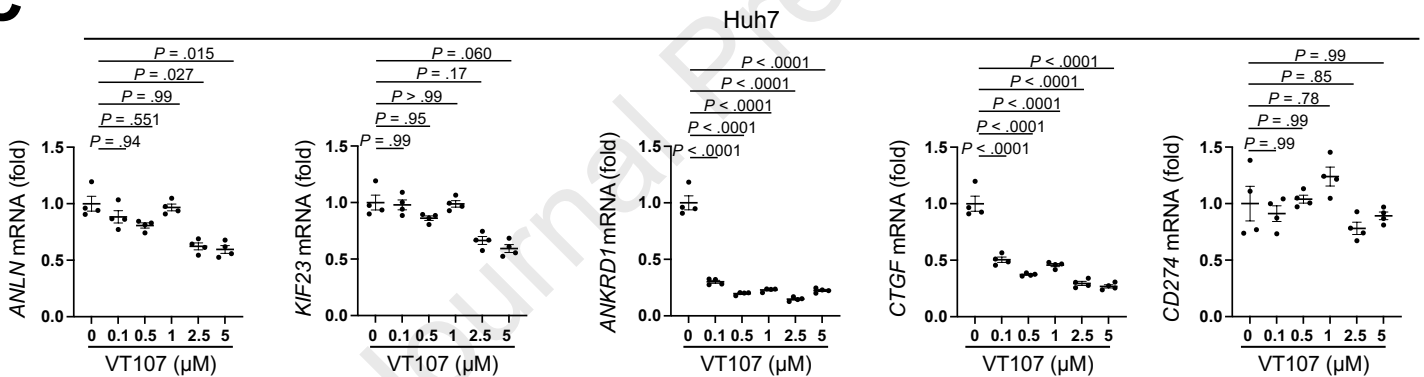 C
Huh7
Journal Pre
P = .015
P = .027
P = .99
P = .551
P = .94
ANLN mRNA (fold)
1.5
1.0
0.5
0.0
0 0.1 0.5 1 2.5 5
VT107 (μM)
P = .060
P = .17
P > .99
P = .95
P = .99
KIF23 mRNA (fold)
1.5
1.0
0.5
0.0
0 0.1 0.5 1 2.5 5
VT107 (μM)
P < .0001
P < .0001
P < .0001
P < .0001
P < .0001
ANKRD1 mRNA (fold)
1.5
1.0
0.5
0.0
0 0.1 0.5 1 2.5 5
VT107 (μM)
P < .0001
P < .0001
P < .0001
P < .0001
P < .0001
CTGF mRNA (fold)
1.5
1.0
0.5
0.0
0 0.1 0.5 1 2.5 5
VT107 (μM)
P = .99
P = .85
P = .78
P = .99
P = .99
CD274 mRNA (fold)
1.5
1.0
0.5
0.0
0 0.1 0.5 1 2.5 5
VT107 (μM)